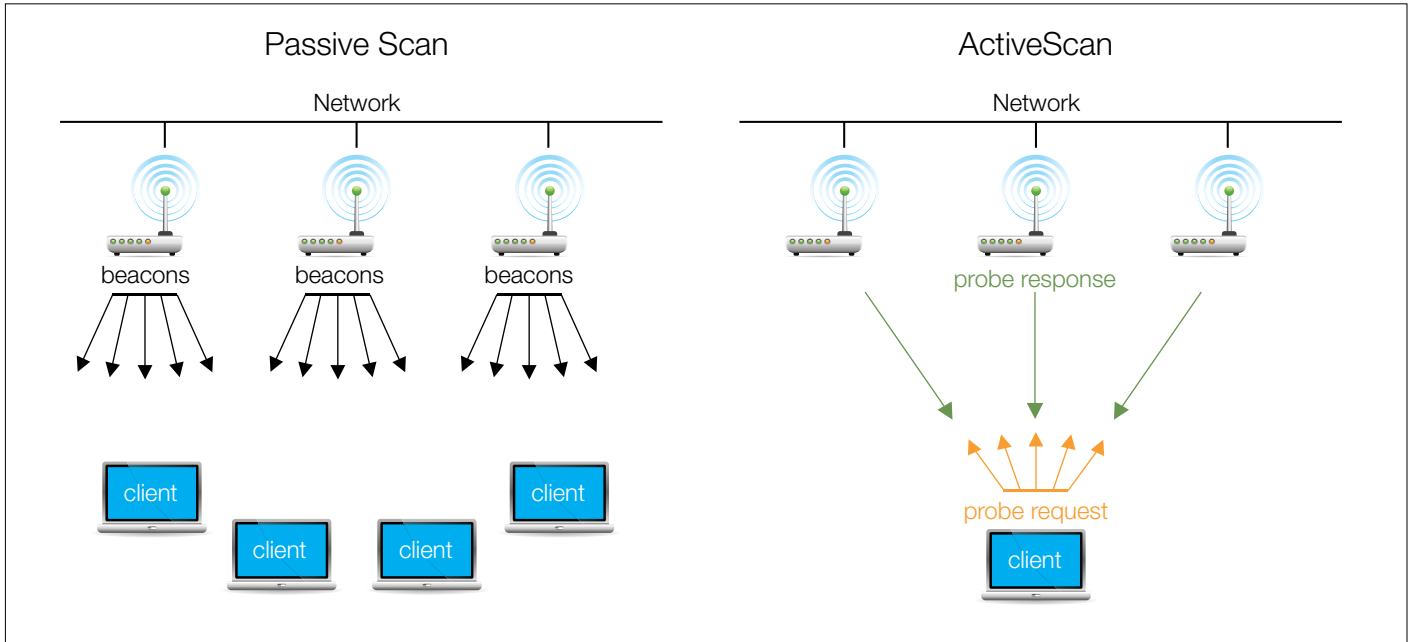 Passive Scan
Network
beacons
beacons
beacons
client
client
client
client
ActiveScan
Network
probe response
probe request
client